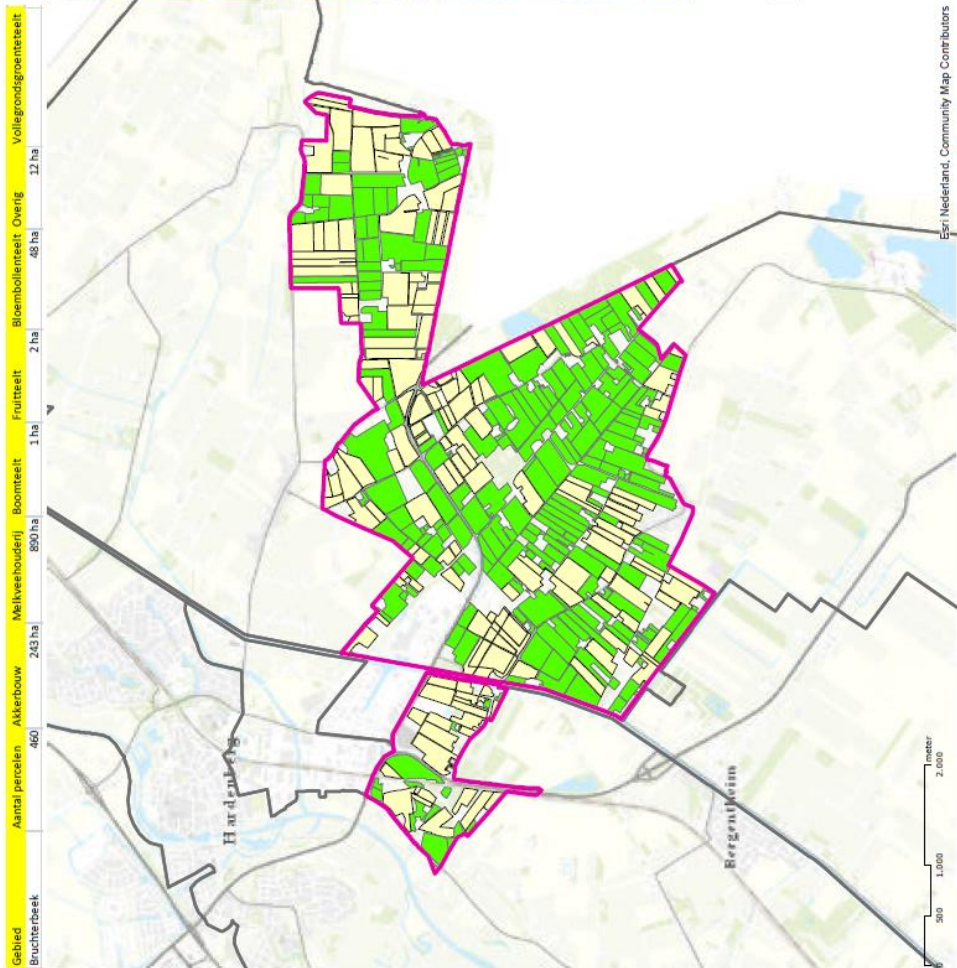 Gebied Aantal percelen Akkerbouw Melkveehouderij Boomteelt Fruitteelt Bloembollenteelt Overig Vollegrondsgroenteteelt
Bruchterbeek 460 243 ha 890 ha 1 ha 2 ha 48 ha 12 ha
Hardenberg
Bergentheim
0 500 1.000 2.000
meter
Esri Nederland, Community Map Contributors